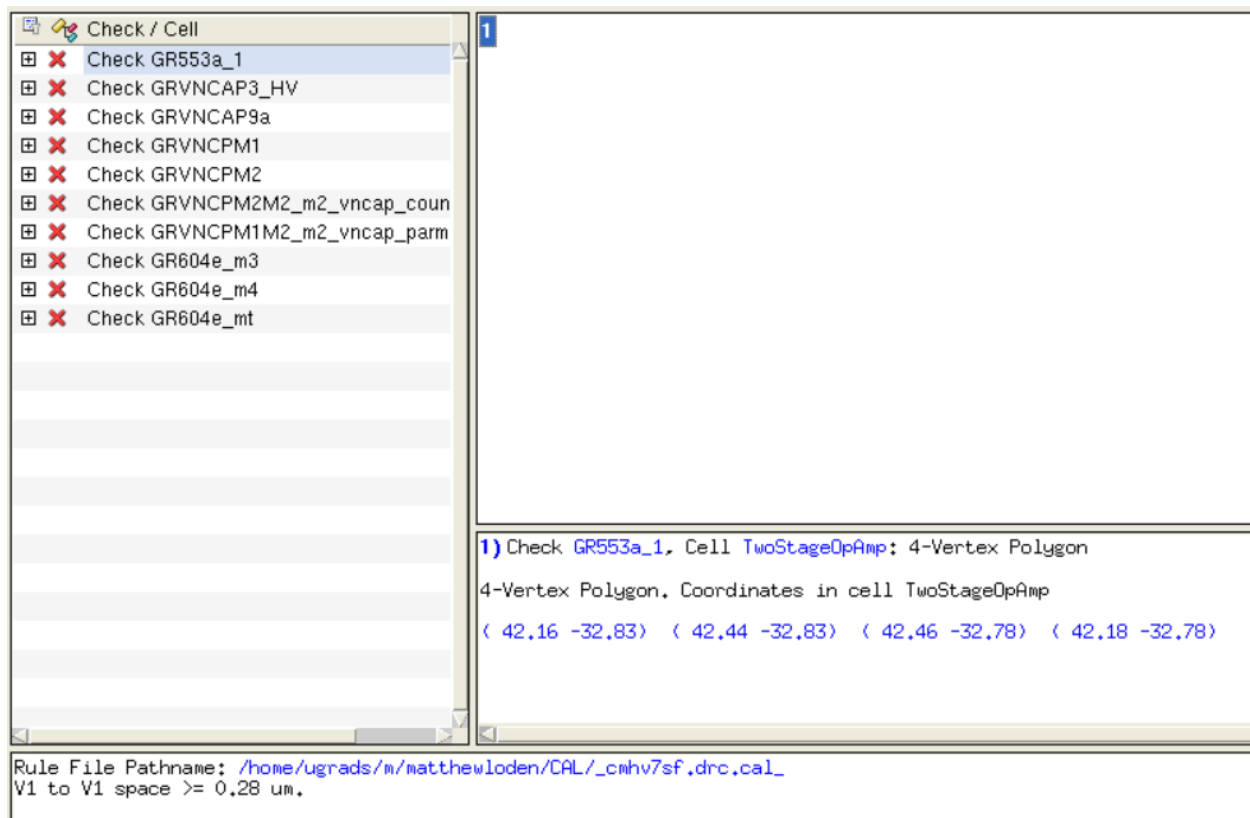 Check / Cell
Check GR553a_1
Check GRVNCAP3_HV
Check GRVNCAP9a
Check GRVNCPM1
Check GRVNCPM2
Check GRVNCPM2M2_m2_vncap_coun
Check GRVNCPM1M2_m2_vncap_parm
Check GR604e_m3
Check GR604e_m4
Check GR604e_mt
1
1) Check GR553a_1, Cell TwoStageOpAmp: 4-Vertex Polygon
4-Vertex Polygon. Coordinates in cell TwoStageOpAmp
( 42.16 -32.83) ( 42.44 -32.83) ( 42.46 -32.78) ( 42.18 -32.78)
Rule File Pathname: /home/ugrads/m/matthewloden/CAL/_cmhv7sf.drc.cal_
V1 to V1 space >= 0.28 um.